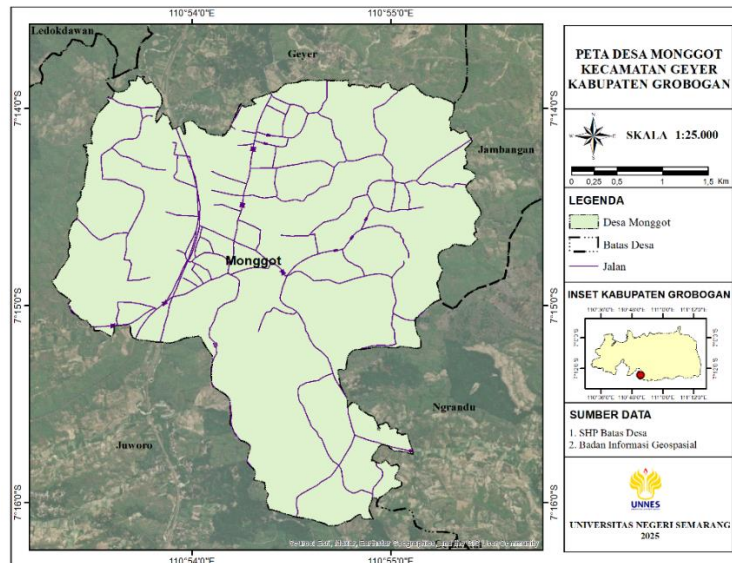 110°54'0"E
110°55'0"E
Ledokdawan
Geyer
7°14'0"S
7°14'0"S
Jambangan
Monggot
7°15'0"S
7°15'0"S
Ngrandu
Juworo
7°16'0"S
7°16'0"S
110°54'0"E
110°55'0"E
PETA DESA MONGGOT
KECAMATAN GEYER
KABUPATEN GROBOGAN
SKALA 1:25.000
0 0,25 0,5 1 1,5
Km
LEGENDA
Desa Monggot
Batas Desa
Jalan
INSET KABUPATEN GROBOGAN
SUMBER DATA
1. SHP Batas Desa
2. Badan Informasi Geospasial
UNNES
UNIVERSITAS NEGERI SEMARANG
2025